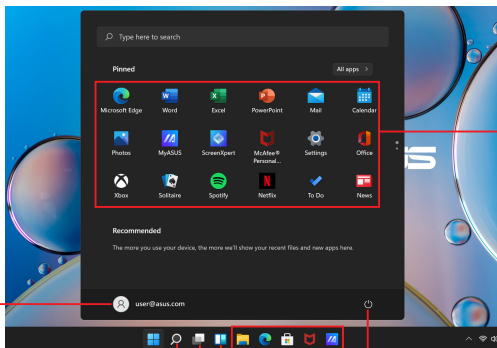 Type here to search
Pinned
All apps >
Microsoft Edge
Word
Excel
PowerPoint
Mail
Calendar
Photos
MyASUS
ScreenXpert
McAfee®
Personal...
Settings
Office
Xbox
Solitaire
Spotify
Netflix
To Do
News
Recommended
The more you use your device, the more we'll show your recent files and new apps here.
user@asus.com